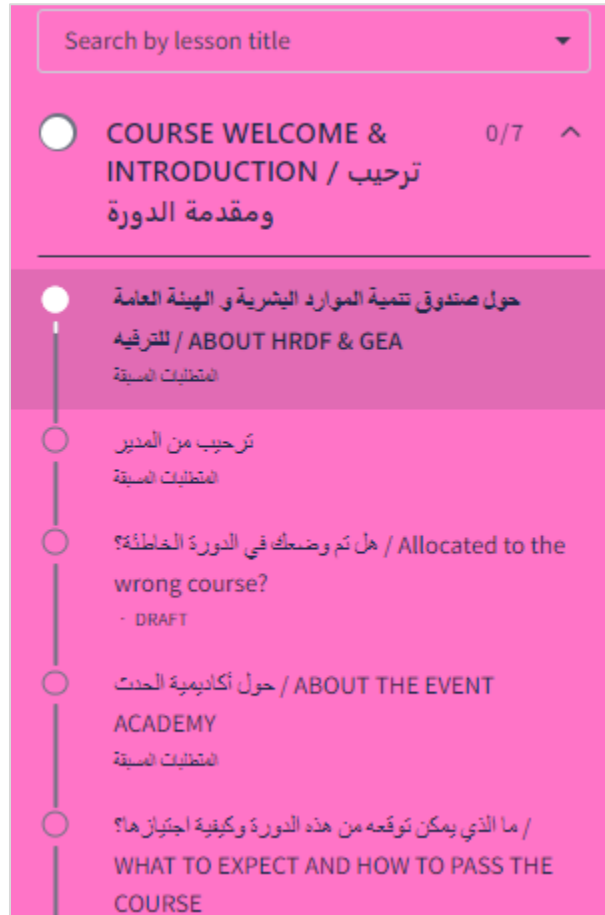 Search by lesson title
COURSE WELCOME & 0/7
INTRODUCTION / ترحيب
ومقدمة الدورة
حول صندوق تنمية الموارد البشرية و الهيئة العامة
للترفيه / ABOUT HRDF & GEA
المتطلبات المسبقة
ترحيب من المدير
المتطلبات المسبقة
هل تم وضعك في الدورة الخاطئة؟ / Allocated to the
wrong course?
· DRAFT
حول أكاديمية الحدث / ABOUT THE EVENT
ACADEMY
المتطلبات المسبقة
ما الذي يمكن توقعه من هذه الدورة وكيفية اجتيازها؟ /
WHAT TO EXPECT AND HOW TO PASS THE
COURSE